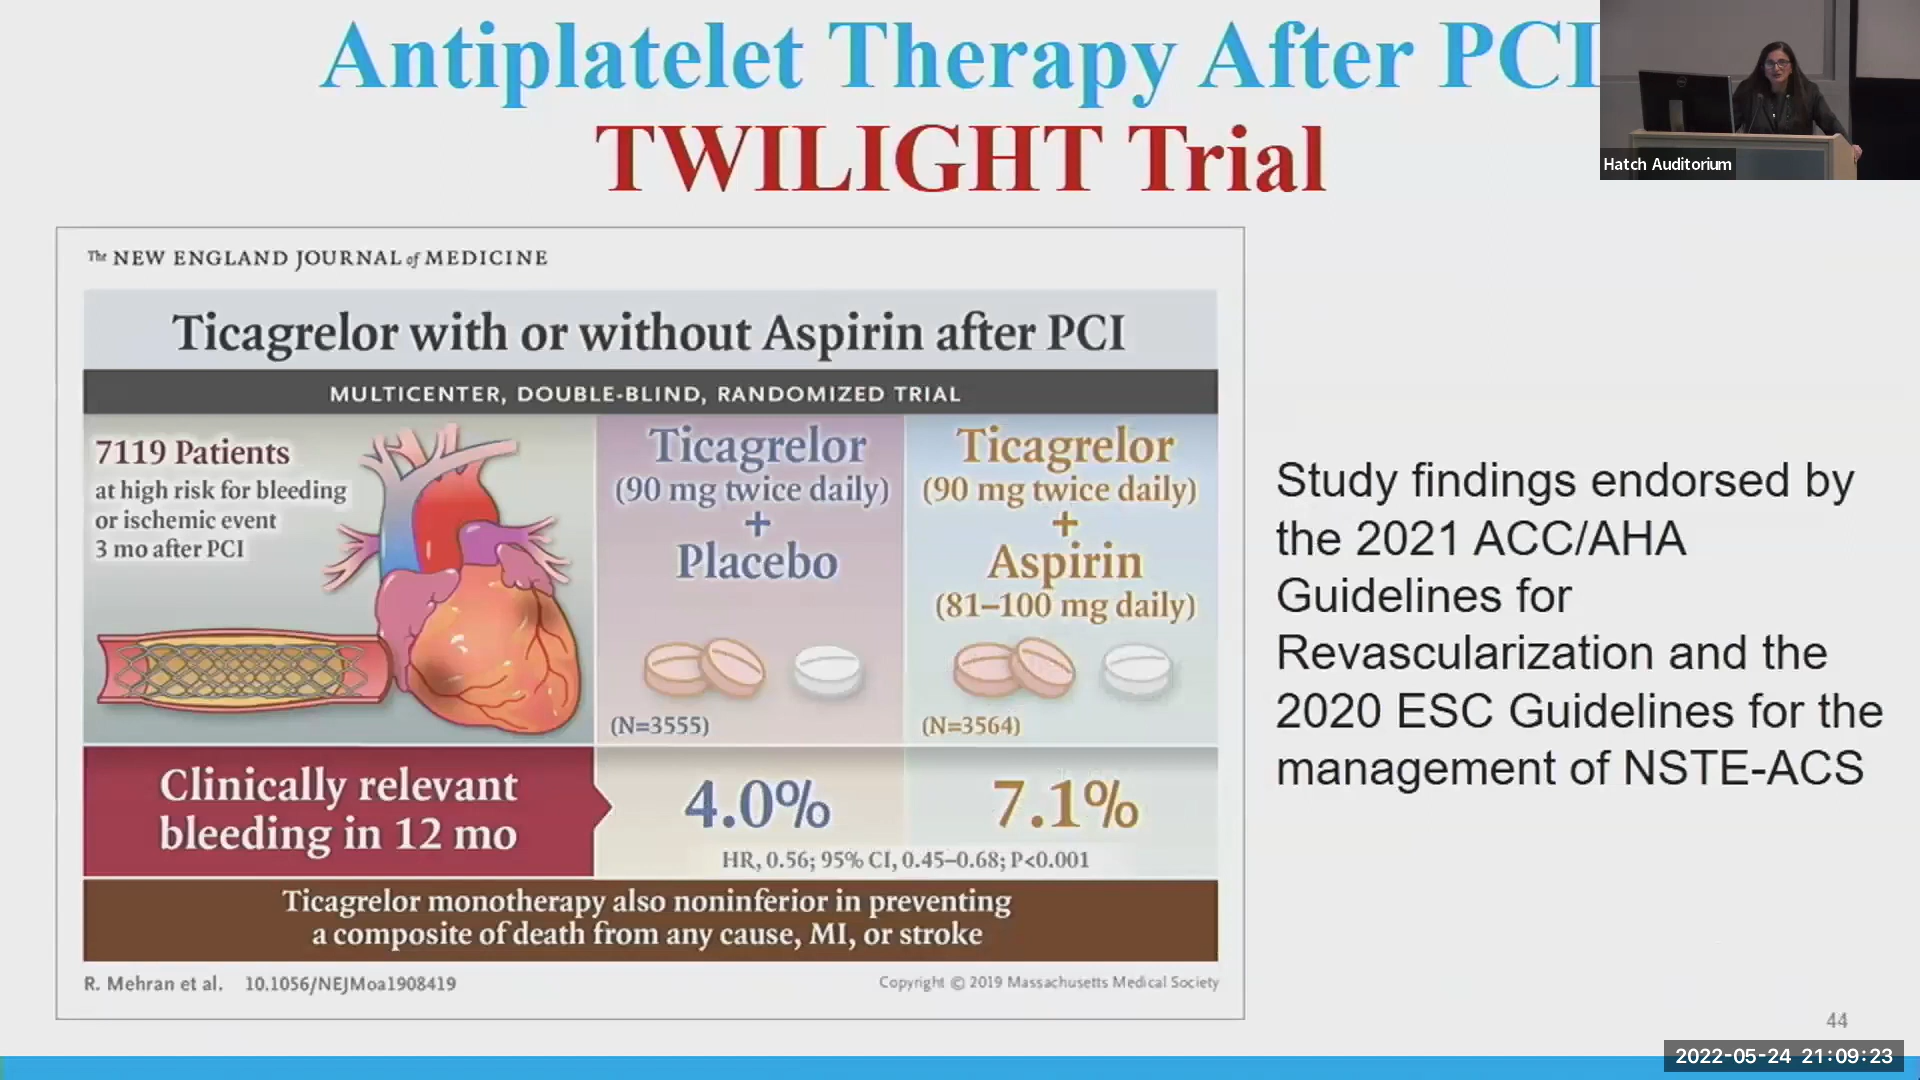 Antiplatelet Therapy After PCI
TWILIGHT Trial
Hatch Auditorium
The NEW ENGLAND JOURNAL of MEDICINE
Ticagrelor with or without Aspirin after PCI
MULTICENTER, DOUBLE-BLIND, RANDOMIZED TRIAL
7119 Patients
at high risk for bleeding
or ischemic event
3 mo after PCI
Ticagrelor
(90 mg twice daily)
+
Placebo
(N=3555)
Ticagrelor
(90 mg twice daily)
+
Aspirin
(81–100 mg daily)
(N=3564)
Clinically relevant
bleeding in 12 mo
4.0%
7.1%
HR, 0.56; 95% CI, 0.45–0.68; P<0.001
Ticagrelor monotherapy also noninferior in preventing
a composite of death from any cause, MI, or stroke
R. Mehran et al. 10.1056/NEJMoa1908419
Copyright © 2019 Massachusetts Medical Society
Study findings endorsed by
the 2021 ACC/AHA
Guidelines for
Revascularization and the
2020 ESC Guidelines for the
management of NSTE-ACS
44
2022-05-24 21:09:23